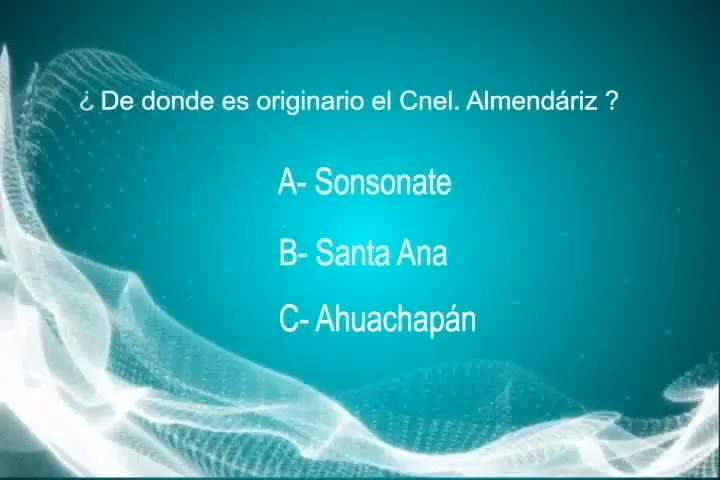 ¿ De donde es originario el Cnel. Almendáriz ?
A- Sonsonate
B- Santa Ana
C- Ahuachapán